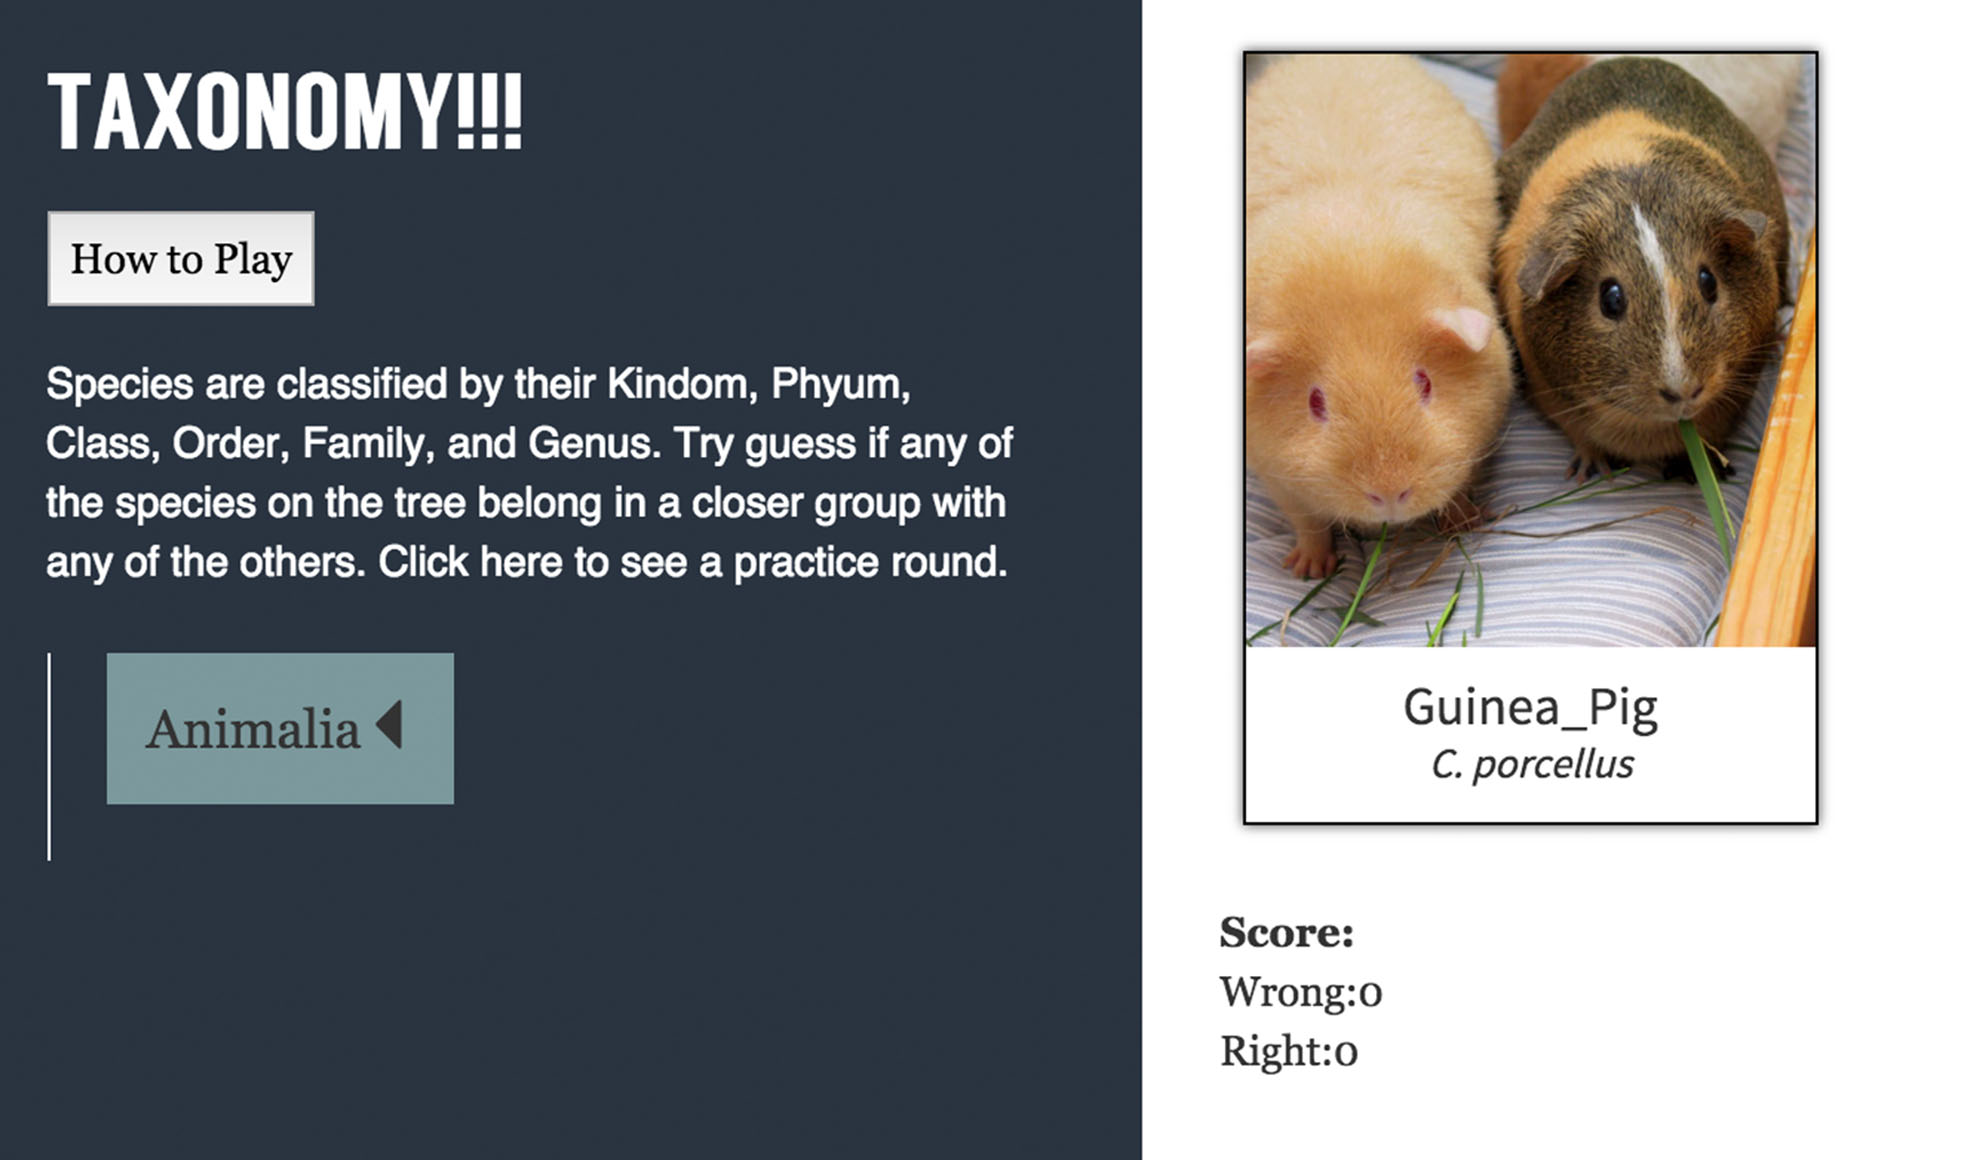 TAXONOMY!!!
How to Play
Species are classified by their Kindom, Phyum,
Class, Order, Family, and Genus. Try guess if any of
the species on the tree belong in a closer group with
any of the others. Click here to see a practice round.
Animalia
Guinea_Pig
C. porcellus
Score:
Wrong:0
Right:0